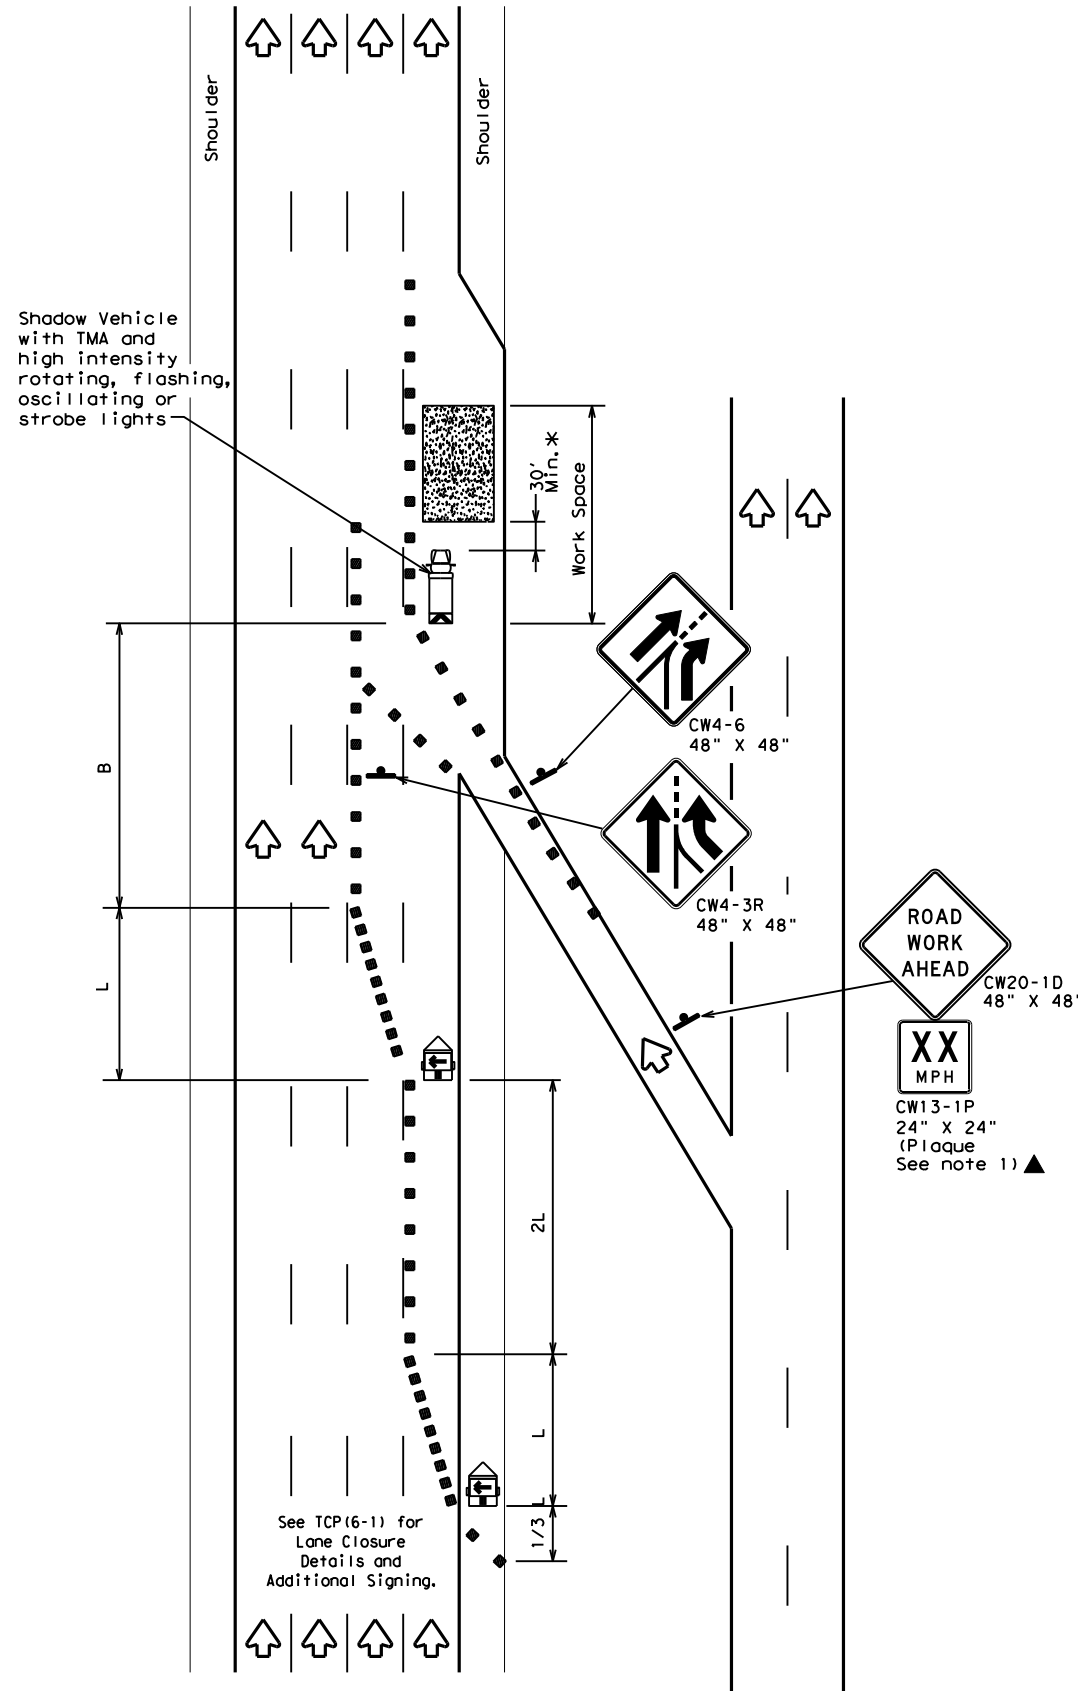 Shoulder
Shoulder
Shadow Vehicle
with TMA and
high intensity
rotating, flashing,
oscillating or
strobe lights
30'
Min.*
Work Space
CW4-6
48" X 48"
B
CW4-3R
48" X 48"
ROAD
WORK
AHEAD
CW20-1D
48" X 48"
L
XX
MPH
CW13-1P
24" X 24"
(Plaque
See note 1)
2L
L
1/3 L
See TCP(6-1) for
Lane Closure
Details and
Additional Signing.